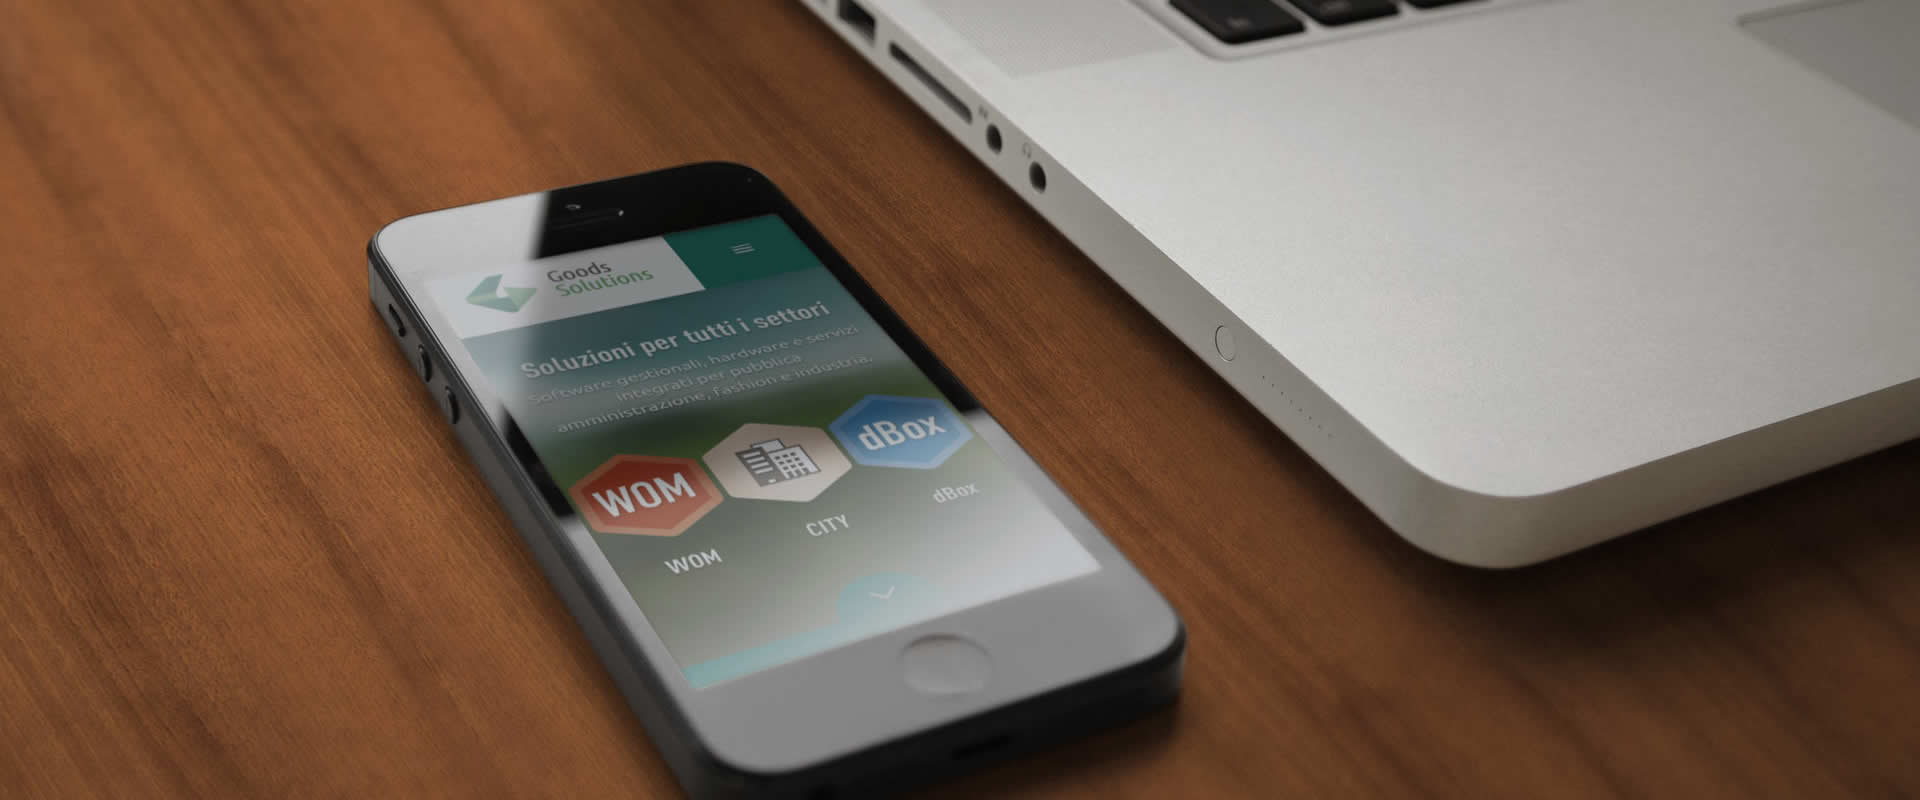 Goods
Solutions
Soluzioni per tutti i settori
Software gestionali, hardware e servizi
integrati per pubblica
amministrazione, fashion e industria.
WOM
dBox
WOM
CITY
dBox